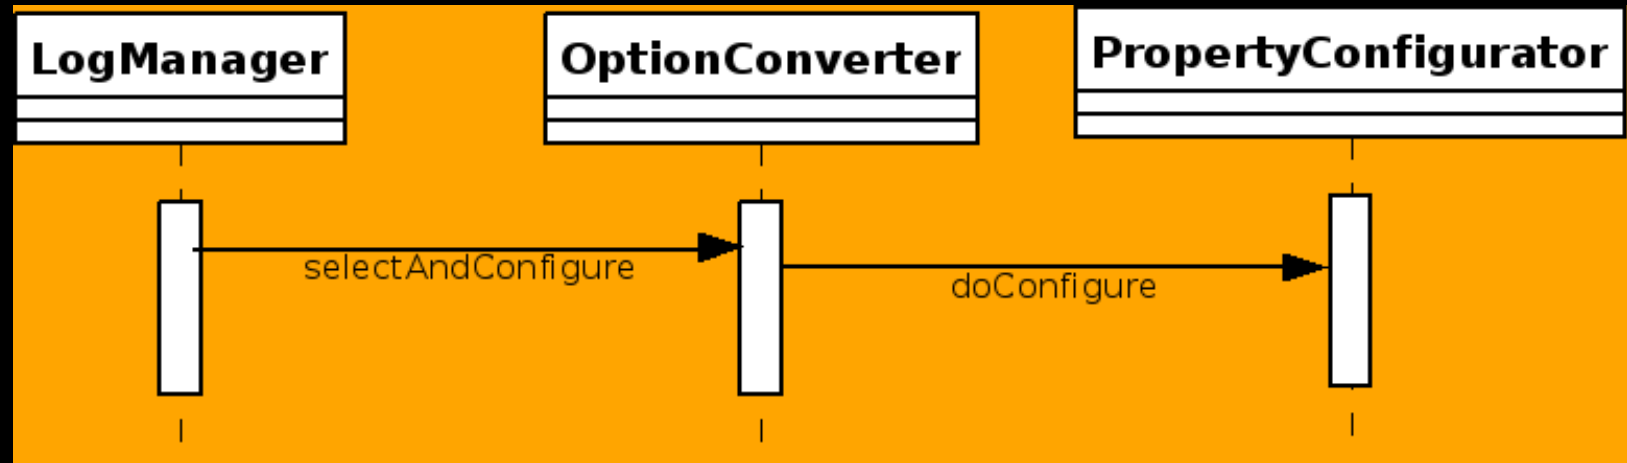 LogManager
OptionConverter
PropertyConfigurator
selectAndConfigure
doConfigure